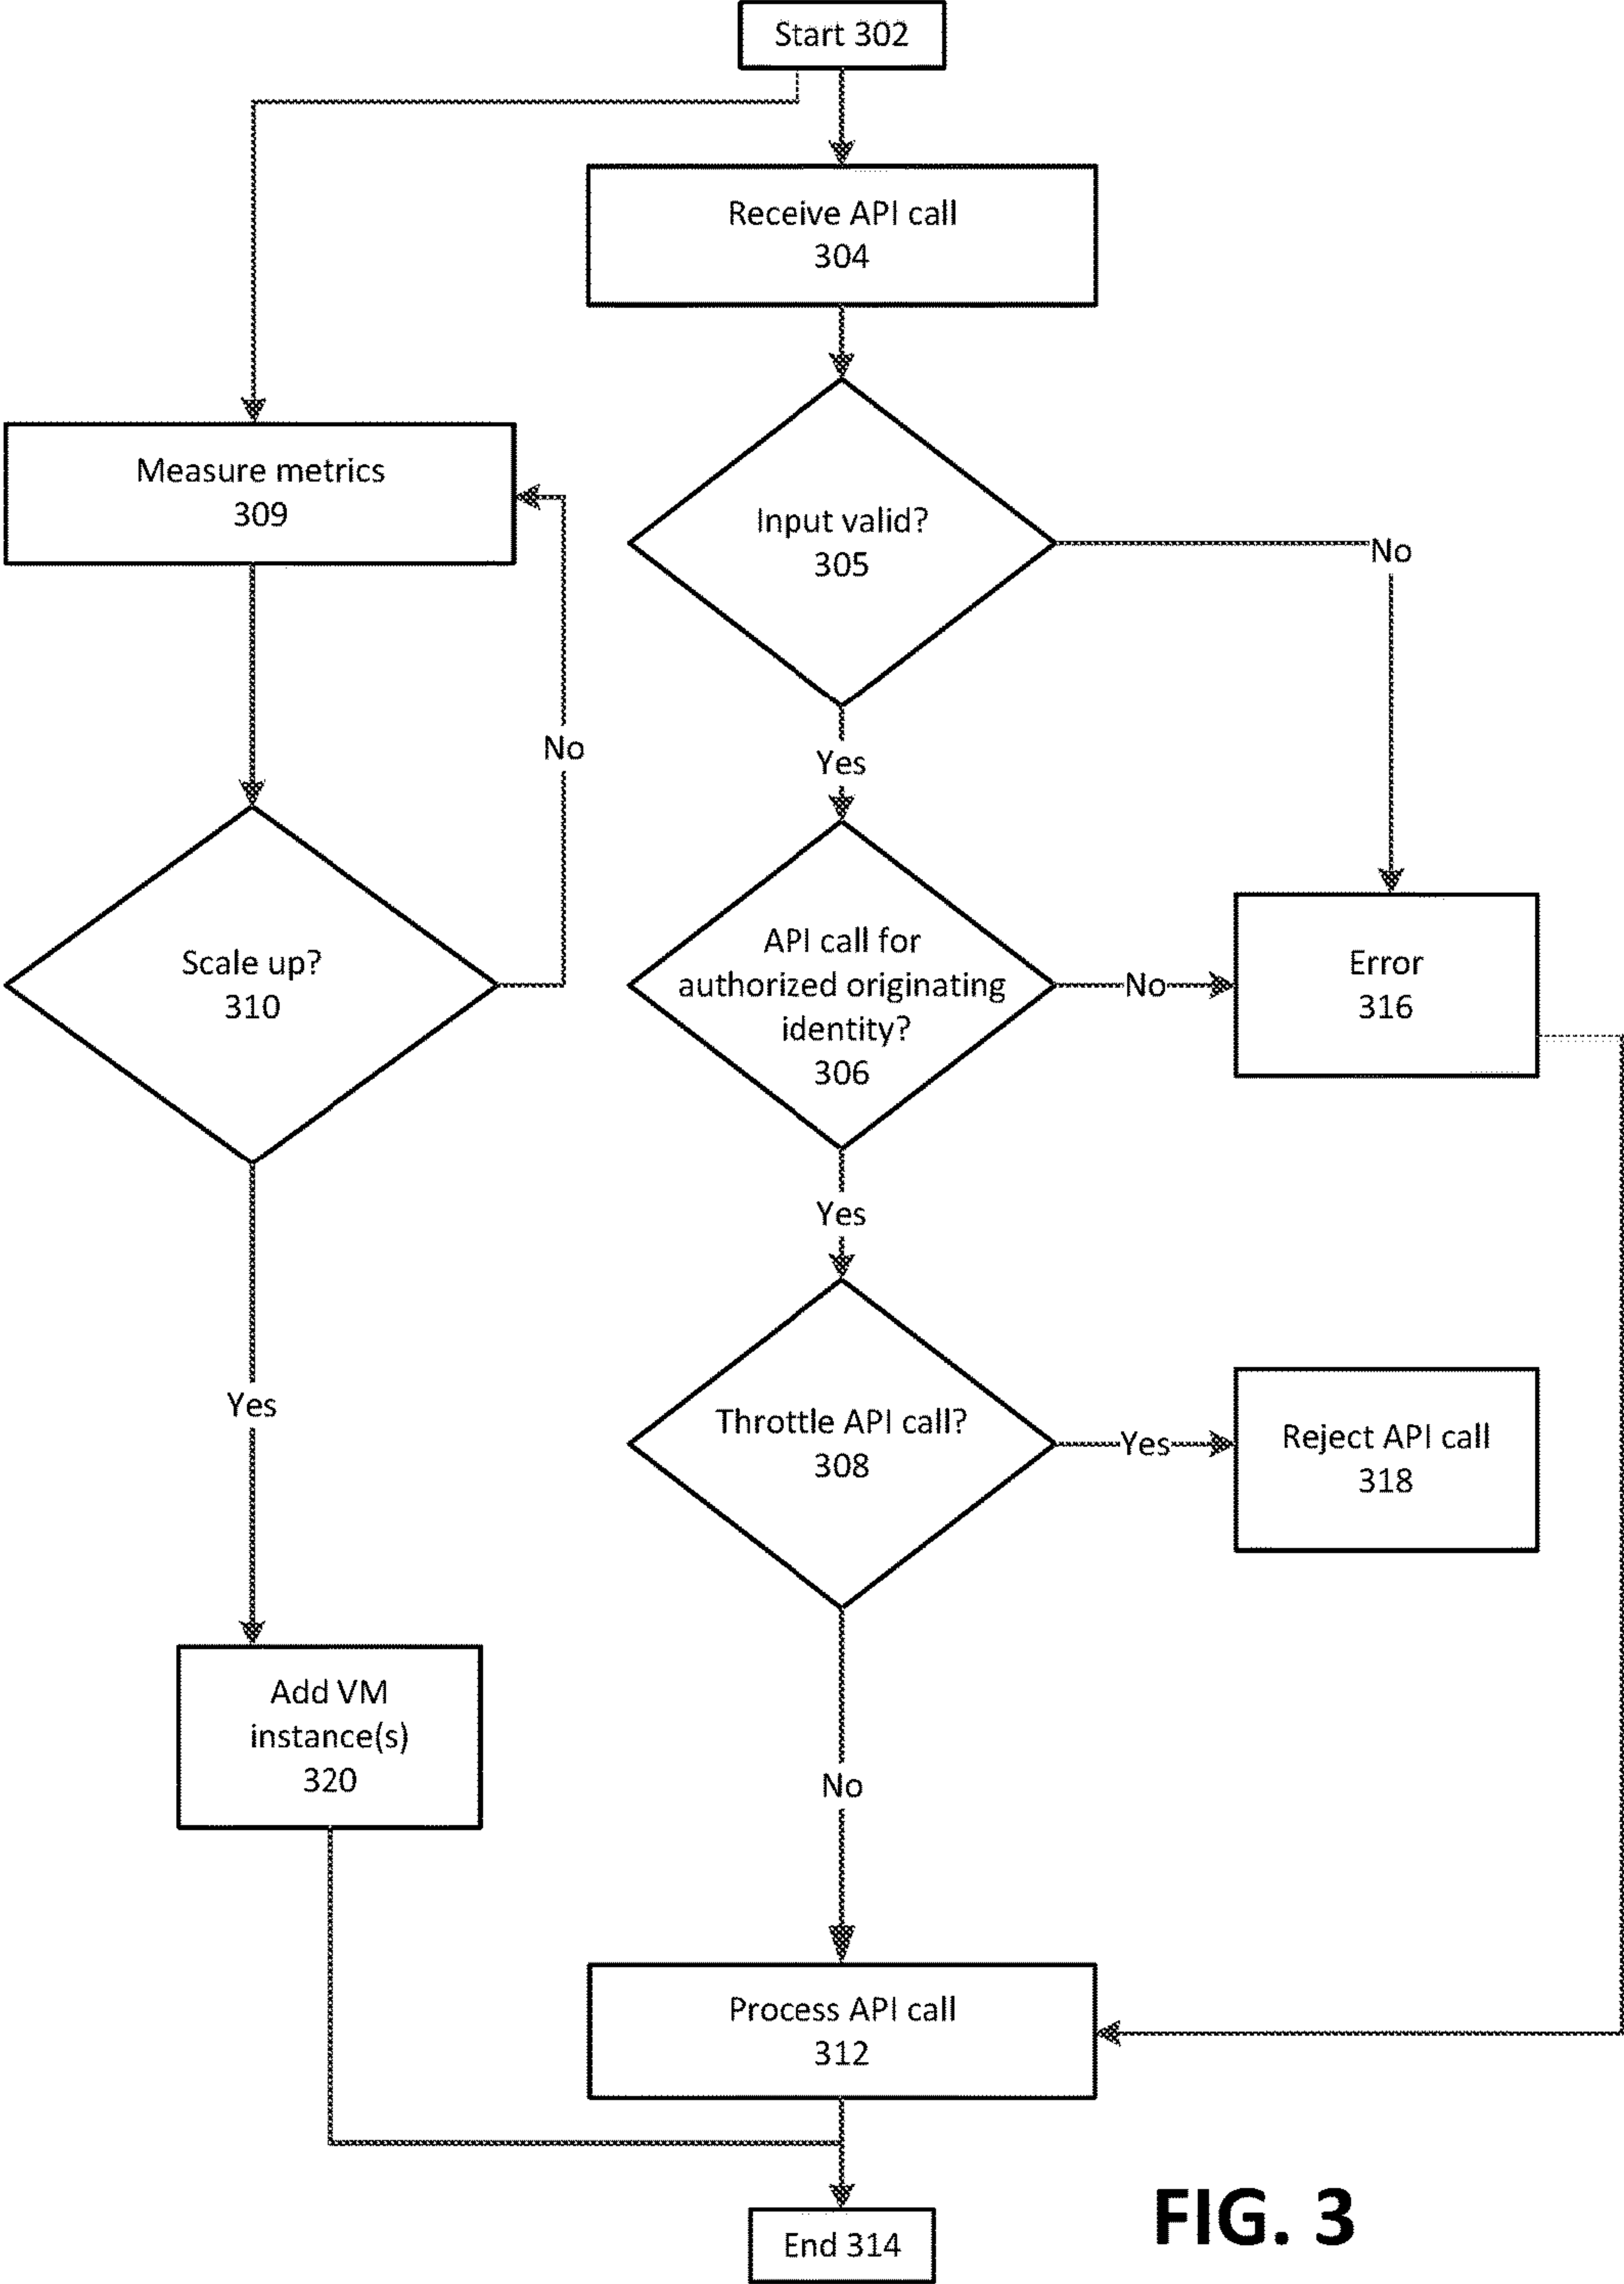 Start 302
Receive API call
304
Measure metrics
309
Input valid?
305
No
No
Yes
Scale up?
310
API call for
authorized originating
identity?
306
No
Error
316
Yes
Yes
Throttle API call?
308
Yes
Reject API call
318
Add VM
instance(s)
320
No
Process API call
312
End 314
FIG. 3